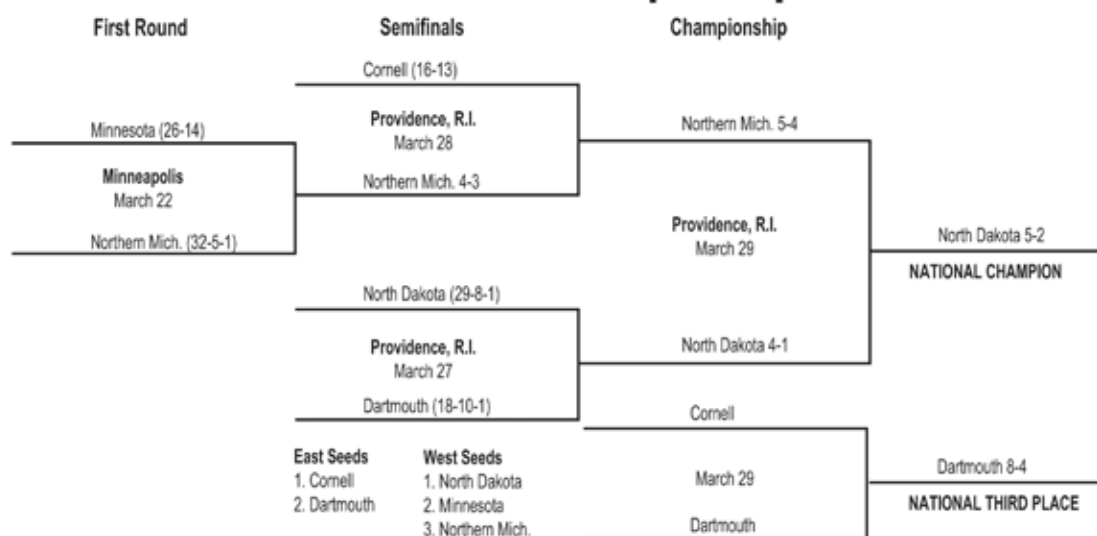 First Round
Semifinals
Championship
Cornell (16-13)
Providence, R.I.
March 28
Northern Mich. 4-3
Minnesota (26-14)
Minneapolis
March 22
Northern Mich. (32-5-1)
Northern Mich. 5-4
Providence, R.I.
March 29
North Dakota 4-1
North Dakota 5-2
NATIONAL CHAMPION
North Dakota (29-8-1)
Providence, R.I.
March 27
Dartmouth (18-10-1)
Cornell
March 29
Dartmouth
Dartmouth 8-4
NATIONAL THIRD PLACE
East Seeds
1. Cornell
2. Dartmouth
West Seeds
1. North Dakota
2. Minnesota
3. Northern Mich.